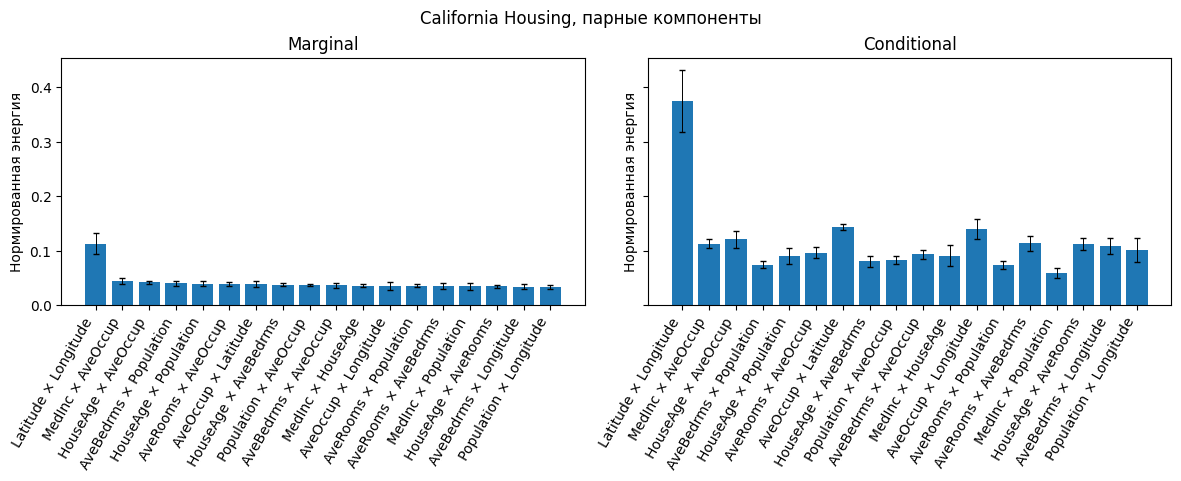 California Housing, парные компоненты
Marginal
Conditional
Нормированная энергия
0.4
0.3
0.2
0.1
0.0
Latitude × Longitude
MedInc × AveOccup
HouseAge × AveOccup
AveBedrms × Population
HouseAge × Population
AveRooms × AveOccup
AveOccup × Latitude
HouseAge × AveBedrms
Population × AveOccup
AveBedrms × AveOccup
MedInc × HouseAge
AveOccup × Longitude
AveRooms × Population
AveRooms × AveBedrms
MedInc × Population
HouseAge × AveRooms
AveBedrms × Longitude
Population × Longitude
Нормированная энергия
Latitude × Longitude
MedInc × AveOccup
HouseAge × AveOccup
AveBedrms × Population
HouseAge × Population
AveRooms × AveOccup
AveOccup × Latitude
HouseAge × AveBedrms
Population × AveOccup
AveBedrms × AveOccup
MedInc × HouseAge
AveOccup × Longitude
AveRooms × Population
AveRooms × AveBedrms
MedInc × Population
HouseAge × AveRooms
AveBedrms × Longitude
Population × Longitude